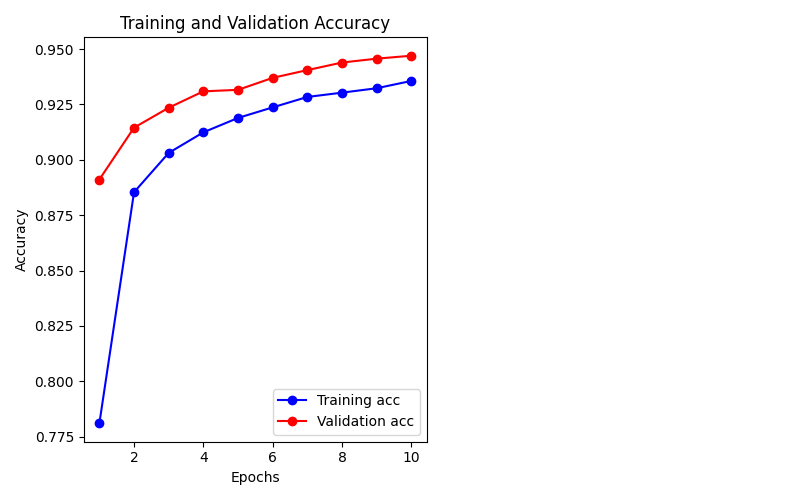 Training and Validation Accuracy
0.950
0.925
0.900
0.875
0.850
0.825
0.800
0.775
Accuracy
Training acc
Validation acc
2 4 6 8 10
Epochs